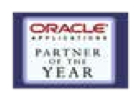 ORACLE
APPLICATIONS
PARTNER
OF THE
YEAR